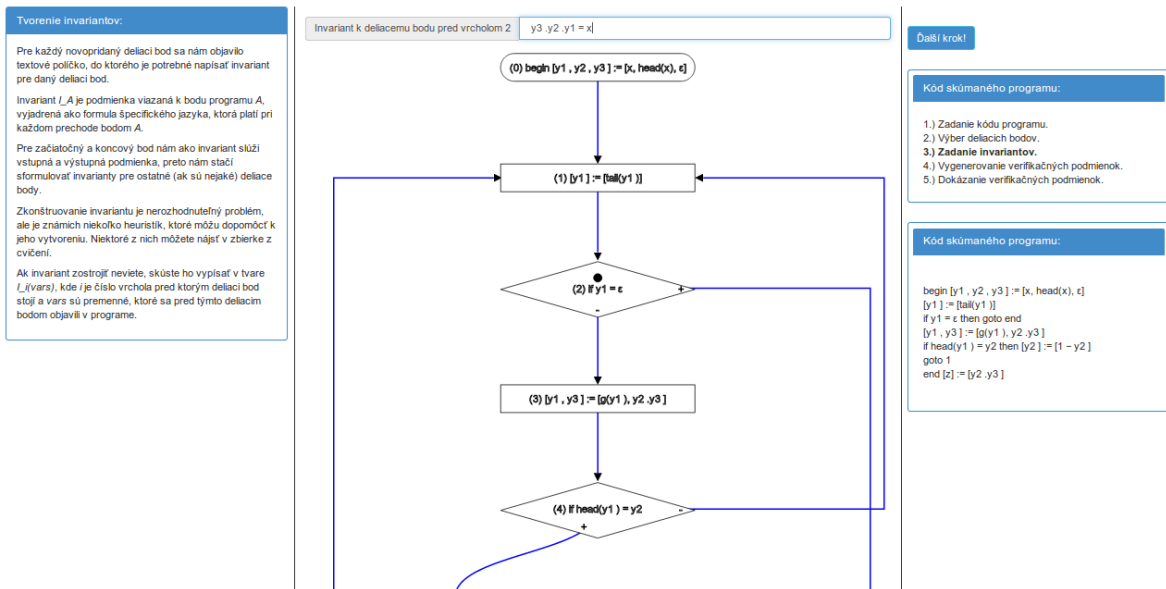 Tvorenie invariantov:
Pre každý novopridaný deliaci bod sa nám objavilo
textové políčko, do ktorého je potrebné napísať invariant
pre daný deliaci bod.
Invariant I_A je podmienka viazaná k bodu programu A,
vyjadrená ako formula špecifického jazyka, ktorá platí pri
každom prechode bodom A.
Pre začiatočný a koncový bod nám ako invariant slúži
vstupná a výstupná podmienka, preto nám stačí
sformulovať invarianty pre ostatné (ak sú nejaké) deliace
body.
Zkonštruovanie invariantu je nerozhodnuteľný problém,
ale je známich niekoľko heuristík, ktoré môžu dopomôcť k
jeho vytvoreniu. Niektoré z nich môžete nájsť v zbierke z
cvičení.
Ak invariant zostrojiť neviete, skúste ho vypísať v tvare
I_i(vars), kde i je číslo vrchola pred ktorým deliaci bod
stojí a vars sú premenné, ktoré sa pred týmto deliacim
bodom objavili v programe.
Invariant k deliacemu bodu pred vrcholom 2
y3 .y2 .y1 = x
(0) begin [y1 , y2 , y3 ] := [x, head(x), ε]
(1) [y1 ] := [tail(y1 )]
(2) if y1 = ε
+
-
(3) [y1 , y3 ] := [g(y1 ), y2 .y3 ]
(4) if head(y1 ) = y2
-
+
Ďalší krok!
Kód skúmaného programu:
1.) Zadanie kódu programu.
2.) Výber deliacich bodov.
3.) Zadanie invariantov.
4.) Vygenerovanie verifikačných podmienok.
5.) Dokázanie verifikačných podmienok.
Kód skúmaného programu:
begin [y1 , y2 , y3 ] := [x, head(x), ε]
[y1 ] := [tail(y1 )]
if y1 = ε then goto end
[y1 , y3 ] := [g(y1 ), y2 .y3 ]
if head(y1 ) = y2 then [y2 ] := [1 − y2 ]
goto 1
end [z] := [y2 .y3 ]